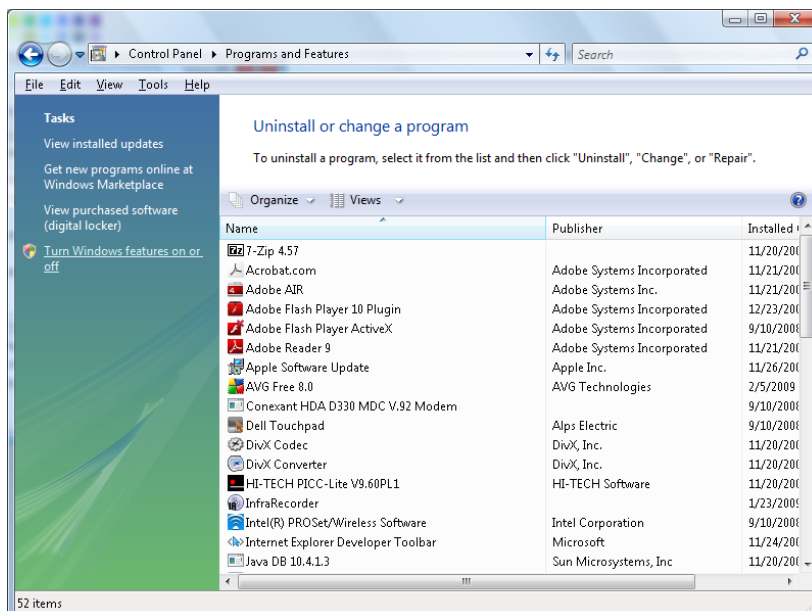 Control Panel Programs and Features Search
File Edit View Tools Help
Tasks
View installed updates
Get new programs online at
Windows Marketplace
View purchased software
(digital locker)
Turn Windows features on or
off
Uninstall or change a program
To uninstall a program, select it from the list and then click "Uninstall", "Change", or "Repair".
Organize Views
Name Publisher Installed
7-Zip 4.57 11/20/200
Acrobat.com Adobe Systems Incorporated 11/21/200
Adobe AIR Adobe Systems Inc. 11/21/200
Adobe Flash Player 10 Plugin Adobe Systems Incorporated 12/23/200
Adobe Flash Player ActiveX Adobe Systems Incorporated 9/10/2008
Adobe Reader 9 Adobe Systems Incorporated 11/21/200
Apple Software Update Apple Inc. 11/26/200
AVG Free 8.0 AVG Technologies 2/5/2009
Conexant HDA D330 MDC V.92 Modem 9/10/2008
Dell Touchpad Alps Electric 9/10/2008
DivX Codec DivX, Inc. 11/20/200
DivX Converter DivX, Inc. 11/20/200
HI-TECH PICC-Lite V9.60PL1 HI-TECH Software 11/20/200
InfraRecorder 1/23/2009
Intel(R) PROSet/Wireless Software Intel Corporation 9/10/2008
Internet Explorer Developer Toolbar Microsoft 11/24/200
Java DB 10.4.1.3 Sun Microsystems, Inc 11/20/200
52 items